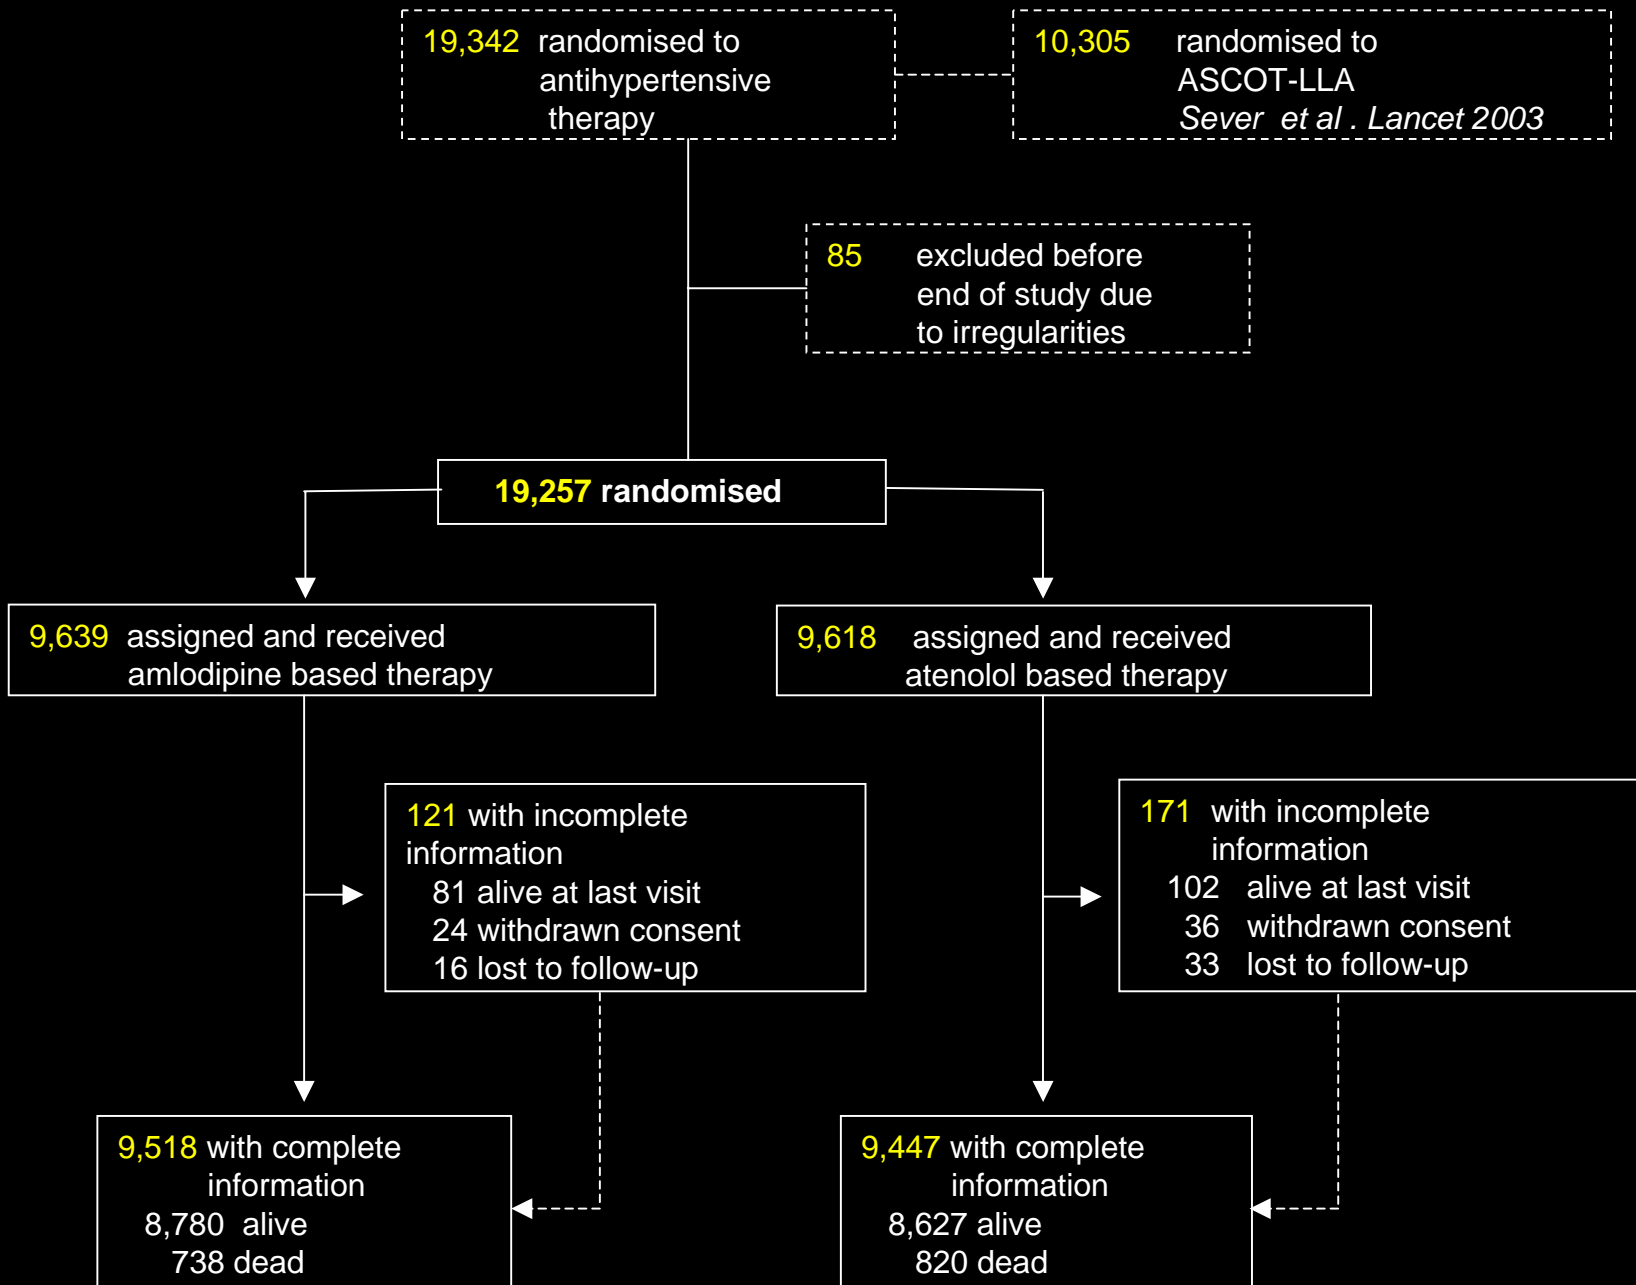 19,342 randomised to
antihypertensive
therapy
10,305 randomised to
ASCOT-LLA
Sever et al . Lancet 2003
85 excluded before
end of study due
to irregularities
19,257 randomised
9,639 assigned and received
amlodipine based therapy
9,618 assigned and received
atenolol based therapy
121 with incomplete
information
81 alive at last visit
24 withdrawn consent
16 lost to follow-up
171 with incomplete
information
102 alive at last visit
36 withdrawn consent
33 lost to follow-up
9,518 with complete
information
8,780 alive
738 dead
9,447 with complete
information
8,627 alive
820 dead